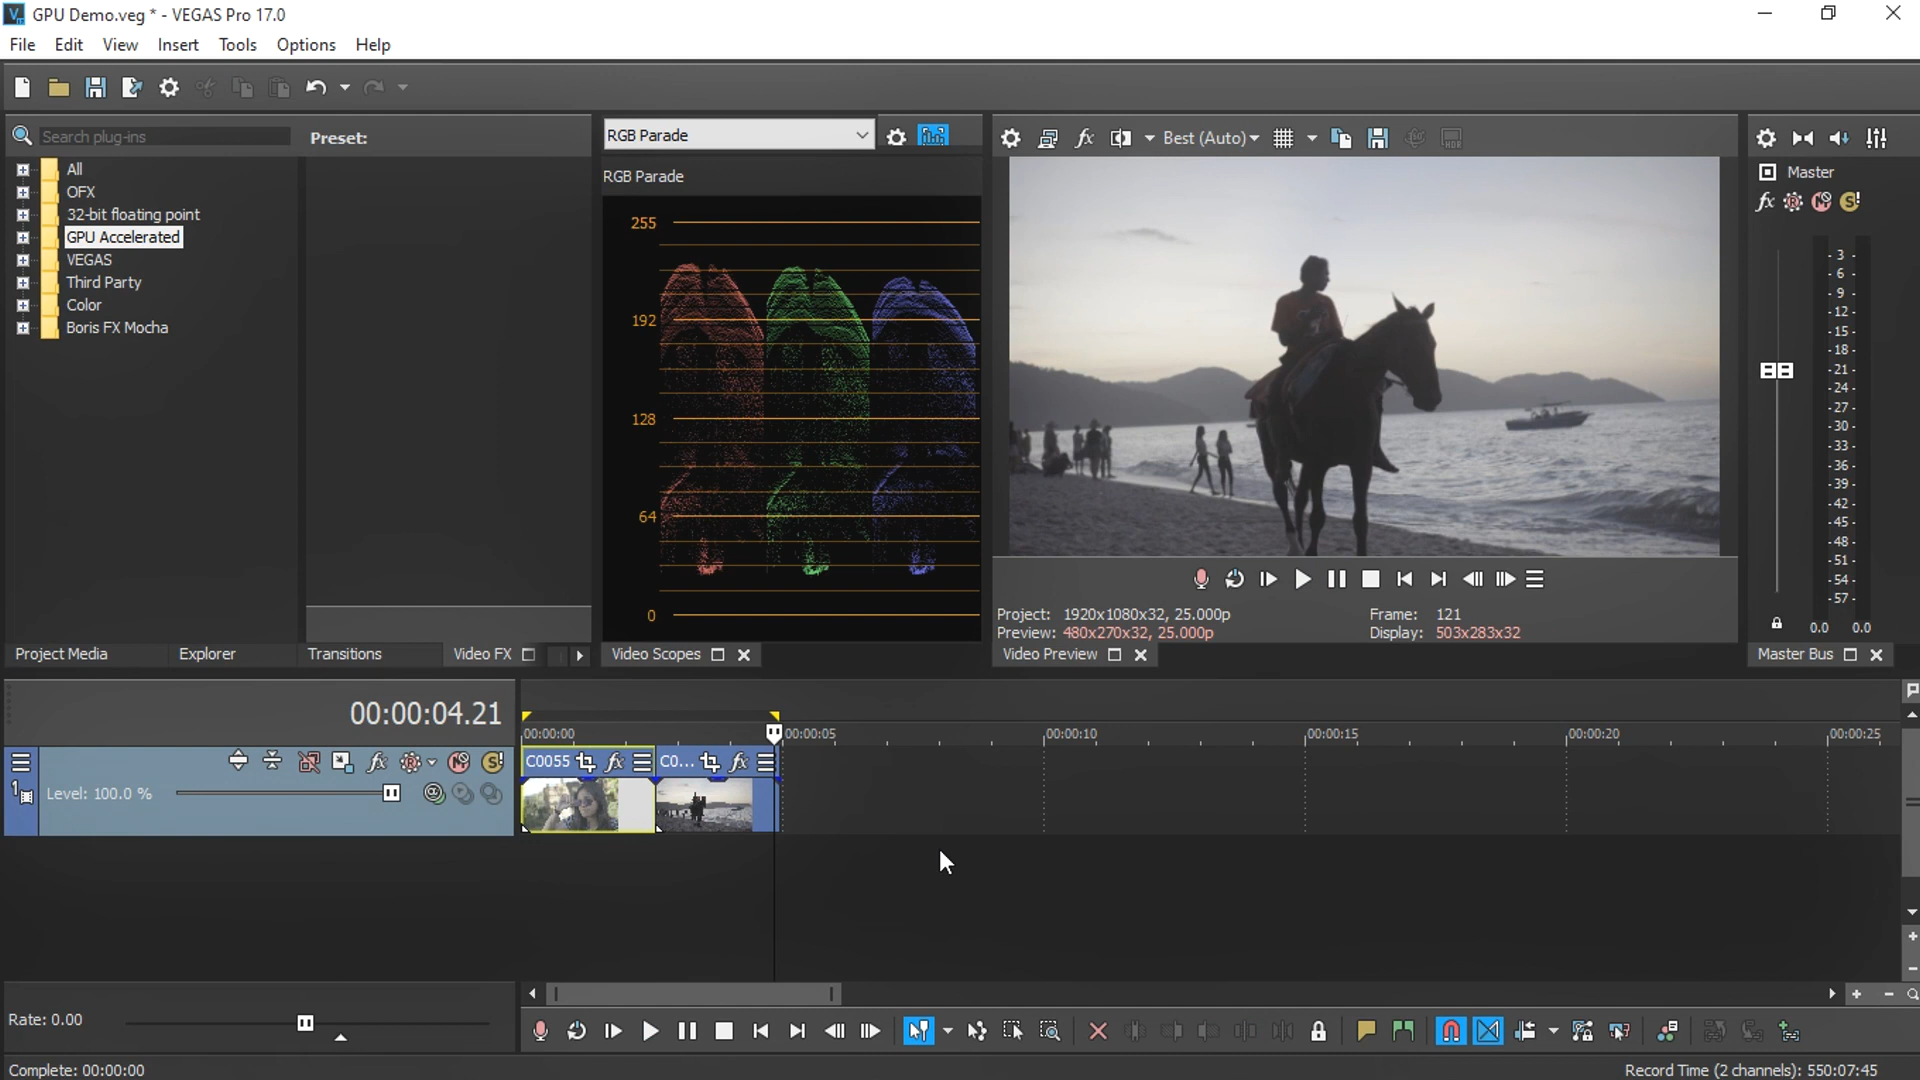 GPU Demo.veg * - VEGAS Pro 17.0
File Edit View Insert Tools Options Help
Search plug-ins
Preset:
All
OFX
32-bit floating point
GPU Accelerated
VEGAS
Third Party
Color
Boris FX Mocha
Project Media Explorer Transitions Video FX
RGB Parade
RGB Parade
255
192
128
64
0
Video Scopes
Best (Auto)
Project: 1920x1080x32, 25.000p
Preview: 480x270x32, 25.000p
Frame: 121
Display: 503x283x32
Video Preview
Master
- 3 -
- 6 -
- 9 -
-12-
-15-
-18-
-21-
-24-
-27-
-30-
-33-
-36-
-39-
-42-
-45-
-48-
-51-
-54-
-57-
0.0 0.0
Master Bus
00:00:04.21
00:00:00 00:00:05 00:00:10 00:00:15 00:00:20 00:00:25
1
Level: 100.0 %
C0055 C0...
Rate: 0.00
Complete: 00:00:00
Record Time (2 channels): 550:07:45